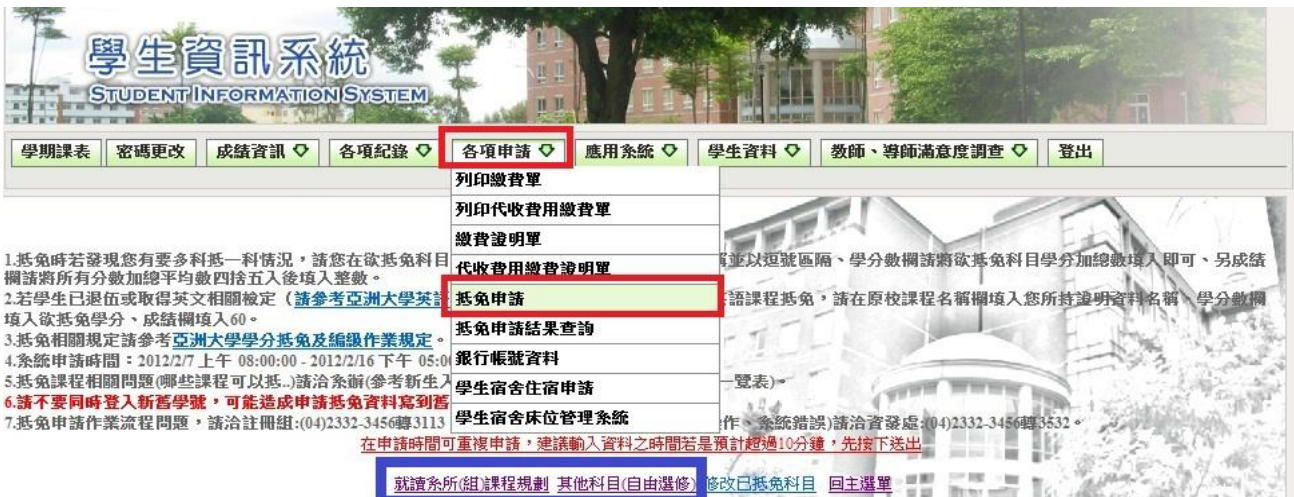 學生資訊系統
STUDENT INFORMATION SYSTEM
學期課表 密碼更改 成績資訊 各項紀錄 各項申請 應用系統 學生資料 教師、導師滿意度調查 登出
列印繳費單
列印代收費用繳費單
繳費證明單
1.抵免時若發現您有要多科抵一科情況，請您在欲抵免科目 代收費用繳費證明單 並以逗號區隔、學分數欄請將欲抵免科目學分加總數填入即可、另成績
欄請將所有分數加總平均數四捨五入後填入整數。
2.若學生已退伍或取得英文相關檢定（請參考亞洲大學英語 抵免申請 語課程抵免，請在原校課程名稱欄填入您所持證明資料名稱、學分數欄
填入欲抵免學分、成績欄填入60。
抵免申請結果查詢
3.抵免相關規定請參考亞洲大學學分抵免及編級作業規定。
4.系統申請時間：2012/2/7 上午 08:00:00 - 2012/2/16 下午 05:00 銀行帳號資料
5.抵免課程相關問題(哪些課程可以抵..)請洽系辦(參考新生入 學生宿舍住宿申請 一覽表)。
6.請不要同時登入新舊學號，可能造成申請抵免資料寫到舊
學生宿舍床位管理系統
7.抵免申請作業流程問題，請洽註冊組:(04)2332-3456轉3113 作、系統錯誤)請洽資發處:(04)2332-3456轉3532。
在申請時間可重複申請，建議輸入資料之時間若是預計超過10分鐘，先按下送出
就讀系所(組)課程規劃 其他科目(自由選修) 修改已抵免科目 回主選單